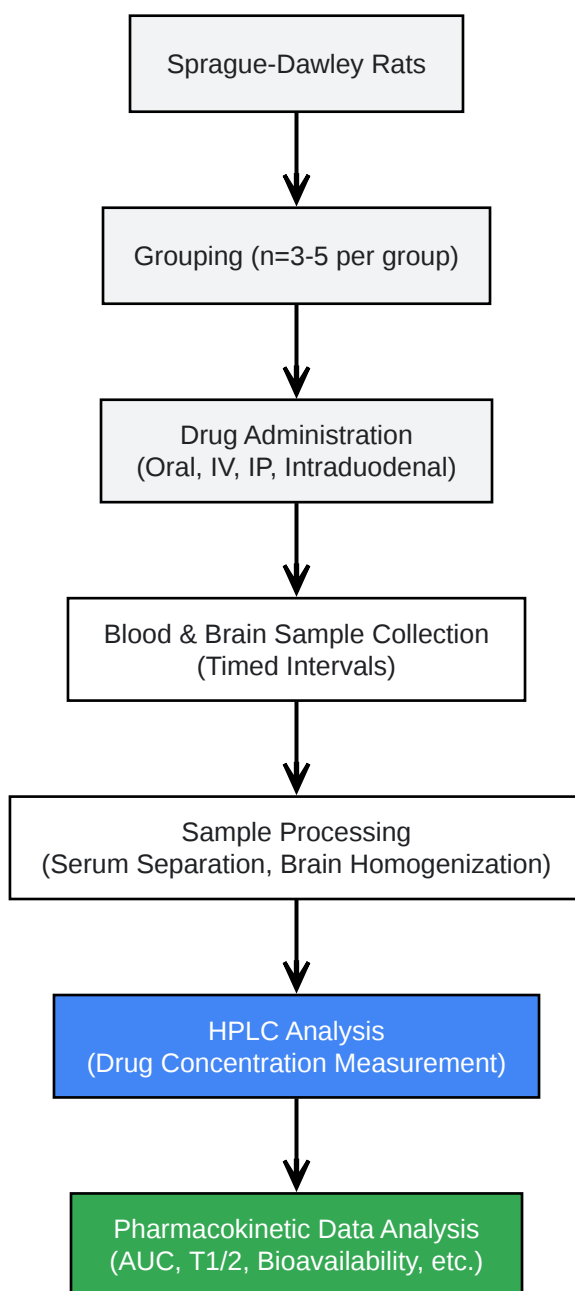 Sprague-Dawley Rats
Grouping (n=3-5 per group)
Drug Administration
(Oral, IV, IP, Intraduodenal)
Blood & Brain Sample Collection
(Timed Intervals)
Sample Processing
(Serum Separation, Brain Homogenization)
HPLC Analysis
(Drug Concentration Measurement)
Pharmacokinetic Data Analysis
(AUC, T1/2, Bioavailability, etc.)